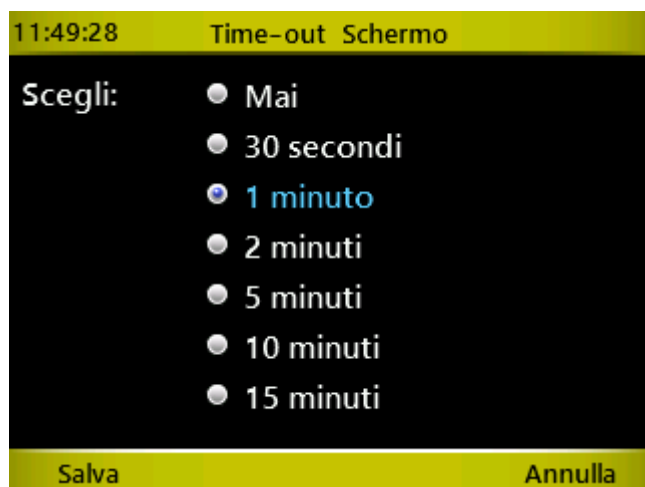 11:49:28 Time-out Schermo
Scegli: Mai
30 secondi
1 minuto
2 minuti
5 minuti
10 minuti
15 minuti
Salva Annulla